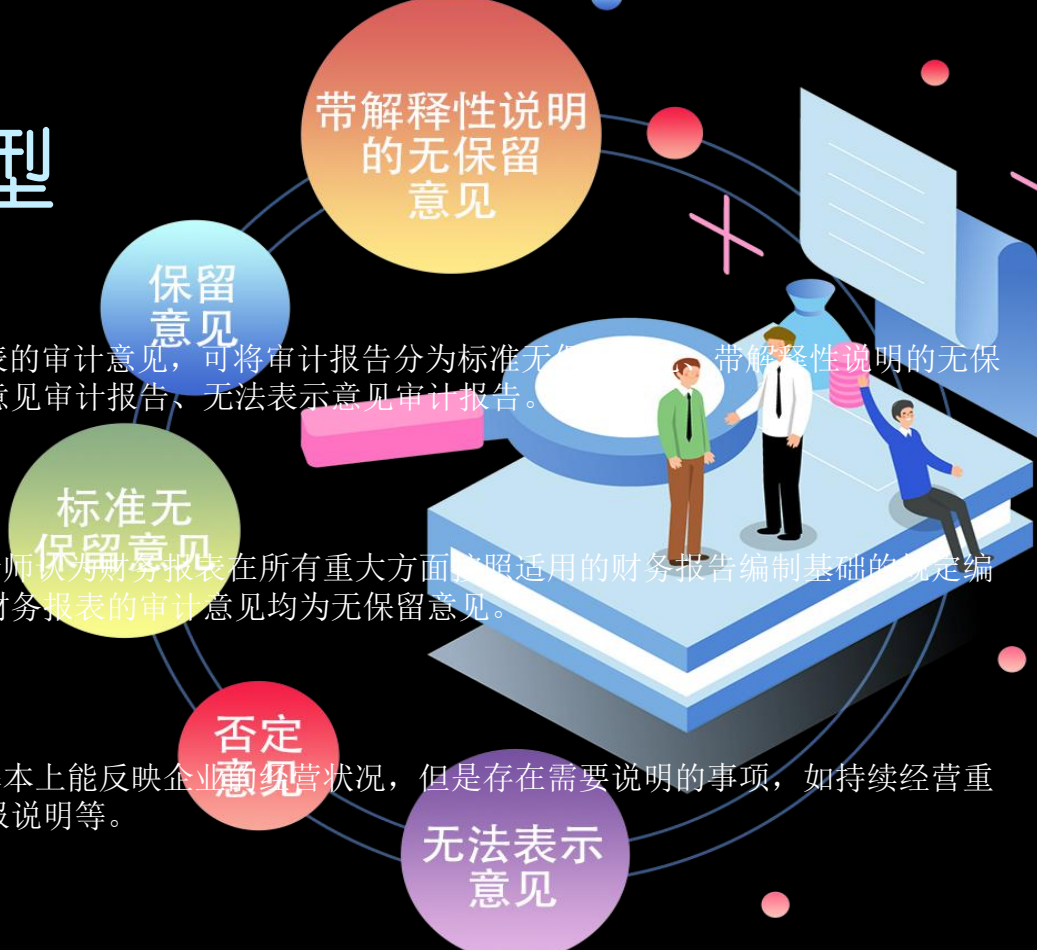 型
带解释性说明
的无保留
意见
保留
意见
表的审计意见，可将审计报告分为标准无保 、带解释性说明的无保
意见审计报告、无法表示意见审计报告。
标准无
保留意见
师认为财务报表在所有重大方面按照适用的财务报告编制基础的规定编
财务报表的审计意见均为无保留意见。
否定
意见
本上能反映企业的经营状况，但是存在需要说明的事项，如持续经营重
报说明等。
无法表示
意见